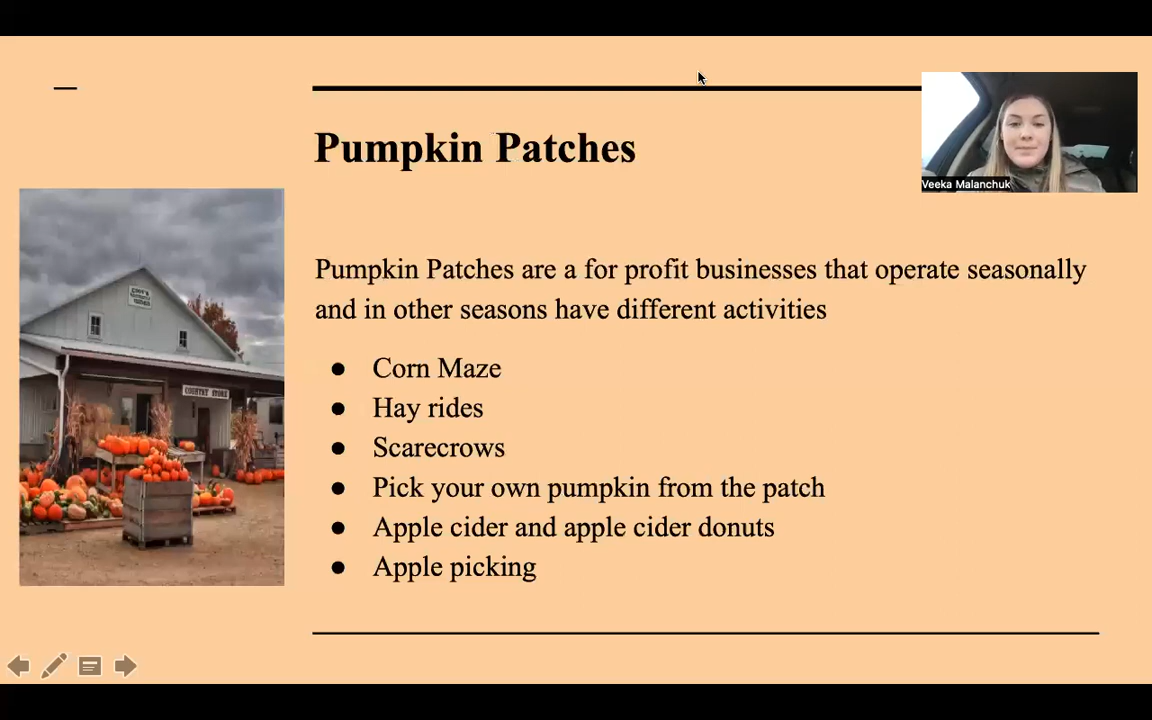 Pumpkin Patches
Veeka Malanchuk
Pumpkin Patches are a for profit businesses that operate seasonally
and in other seasons have different activities
● Corn Maze
● Hay rides
● Scarecrows
● Pick your own pumpkin from the patch
● Apple cider and apple cider donuts
● Apple picking
COUNTRY STORE